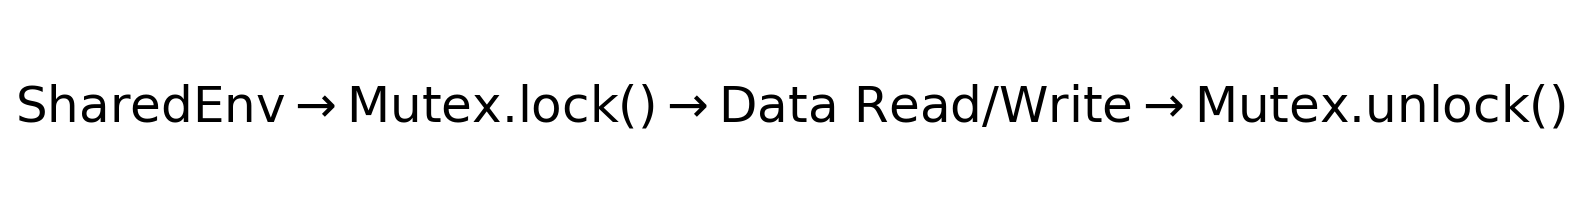 SharedEnv → Mutex.lock() → Data Read/Write → Mutex.unlock()